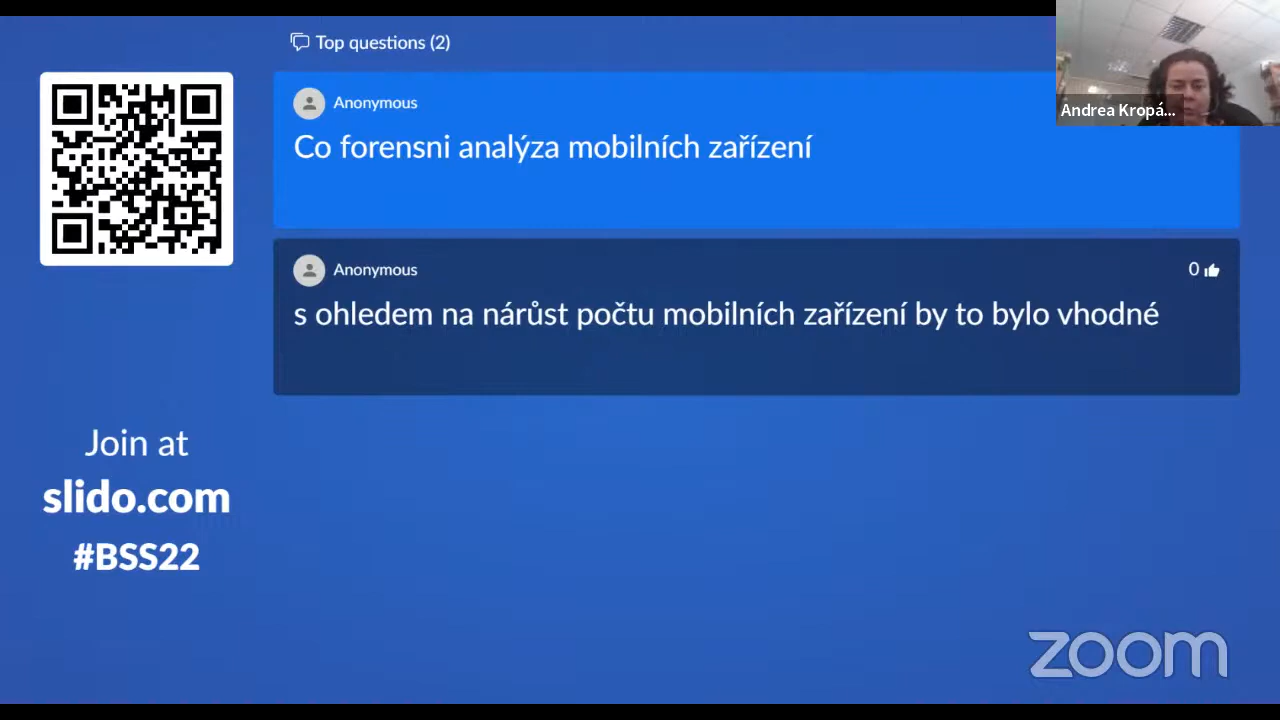 Top questions (2)
Anonymous
Andrea Kropá...
Co forensni analýza mobilních zařízení
Anonymous
0
s ohledem na nárůst počtu mobilních zařízení by to bylo vhodné
Join at
slido.com
#BSS22
zoom